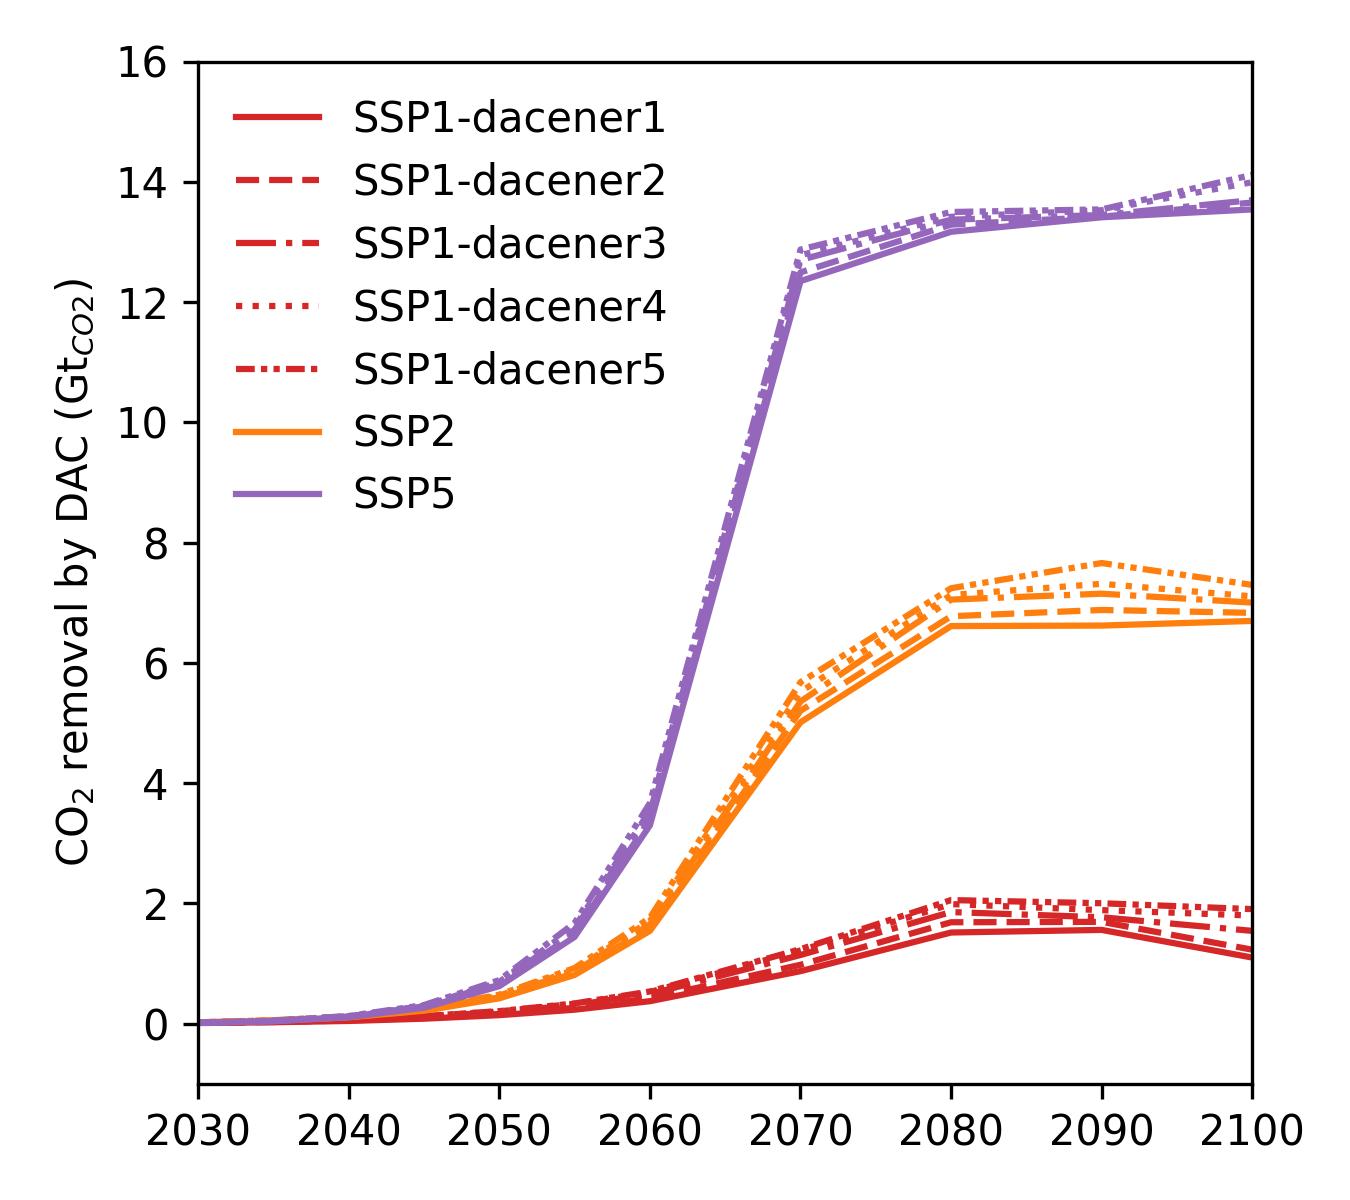 16
14
12
10
8
6
4
2
0
CO₂ removal by DAC (Gt_CO2)
SSP1-dacener1
SSP1-dacener2
SSP1-dacener3
SSP1-dacener4
SSP1-dacener5
SSP2
SSP5
2030 2040 2050 2060 2070 2080 2090 2100